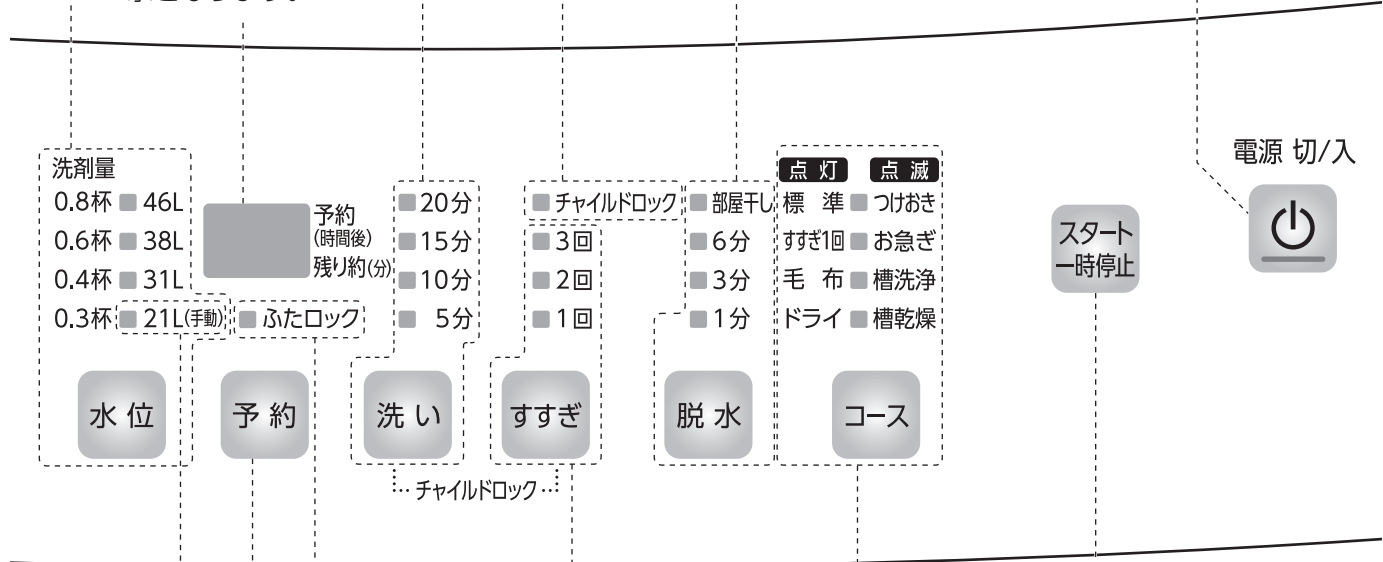 電源 切/入
洗剤量
0.8杯 46L
0.6杯 38L
0.4杯 31L
0.3杯 21L(手動)
予約
(時間後)
残り約(分)
ふたロック
20分
15分
10分
5分
チャイルドロック
3回
2回
1回
部屋干し
6分
3分
1分
点灯 点滅
標準 つけおき
すすぎ1回 お急ぎ
毛布 槽洗浄
ドライ 槽乾燥
スタート
一時停止
水位
予約
洗い
すすぎ
脱水
コース
チャイルドロック